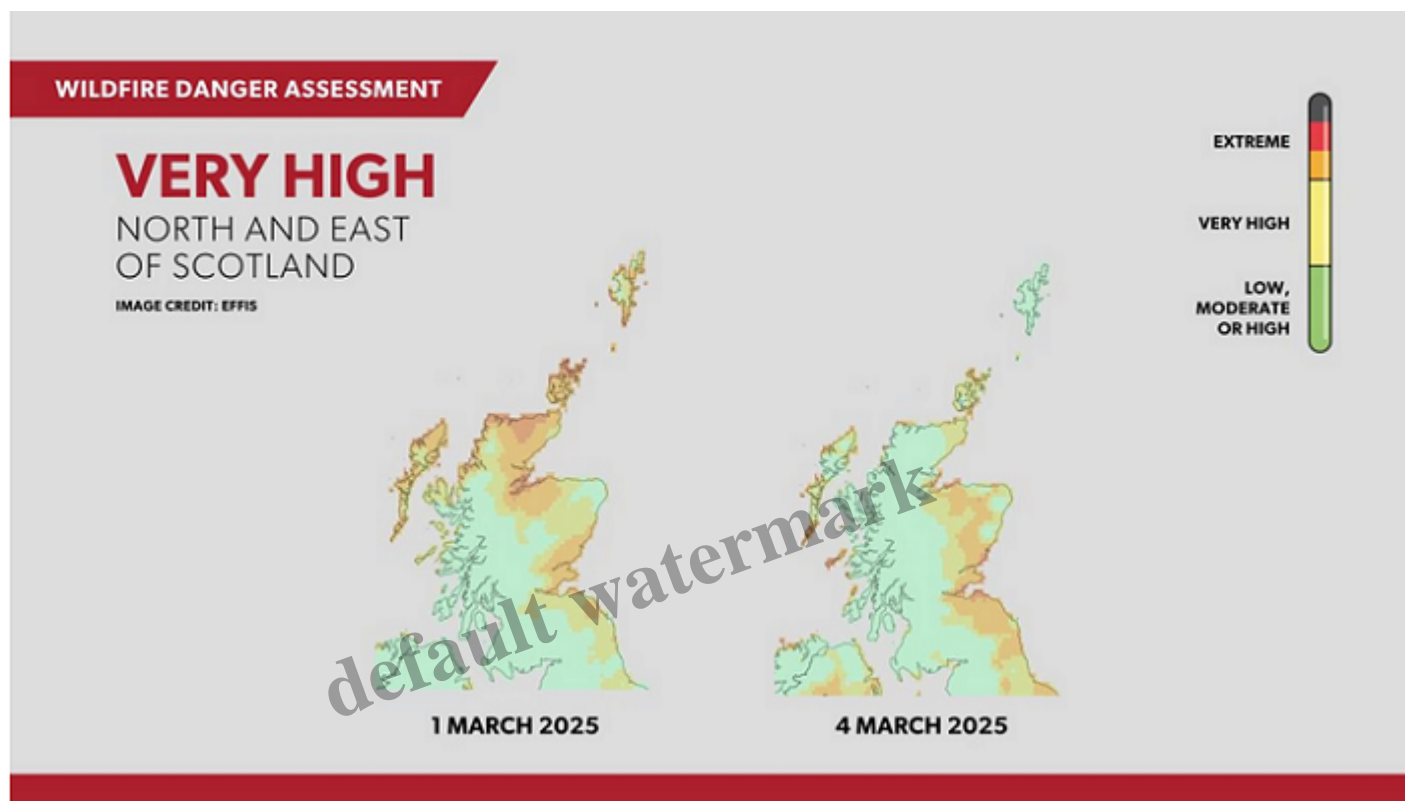 WILDFIRE DANGER ASSESSMENT
VERY HIGH
NORTH AND EAST
OF SCOTLAND
IMAGE CREDIT: EFFIS
EXTREME
VERY HIGH
LOW,
MODERATE
OR HIGH
default watermark
1 MARCH 2025
4 MARCH 2025